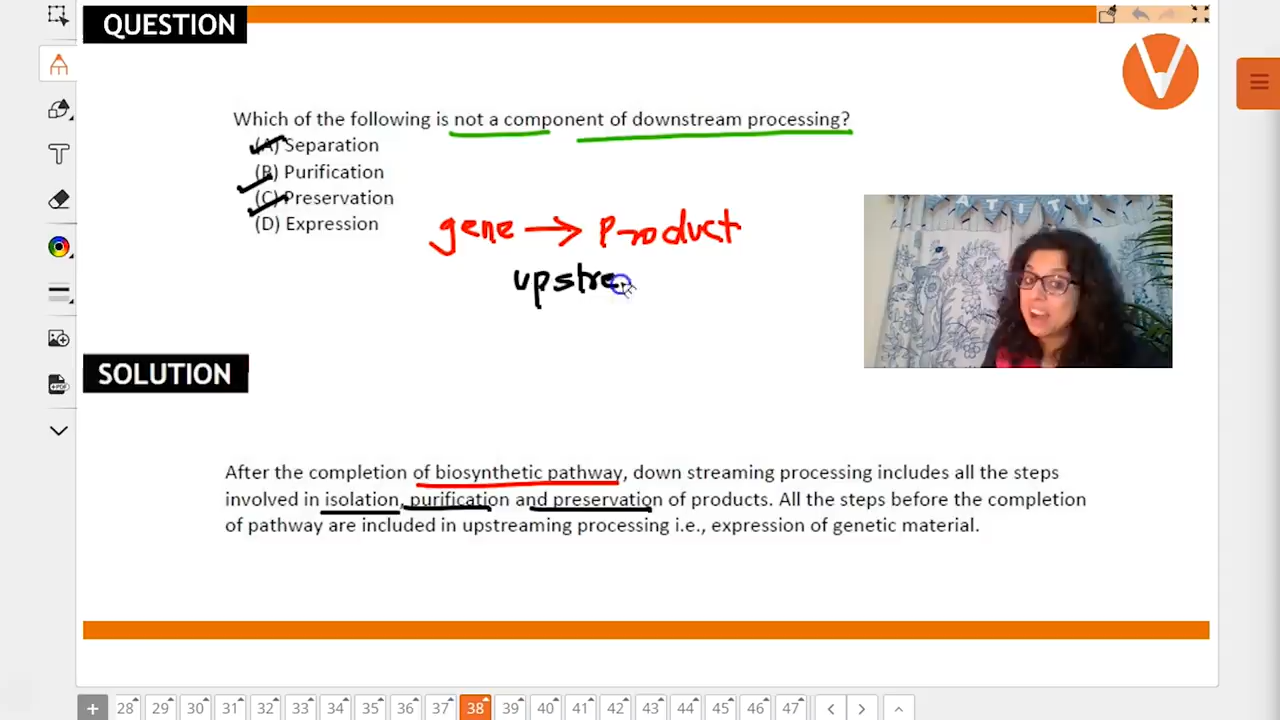 QUESTION
Which of the following is not a component of downstream processing?
(A) Separation
(B) Purification
(C) Preservation
(D) Expression
gene → Product
upstre
SOLUTION
After the completion of biosynthetic pathway, down streaming processing includes all the steps
involved in isolation, purification and preservation of products. All the steps before the completion
of pathway are included in upstreaming processing i.e., expression of genetic material.
28 29 30 31 32 33 34 35 36 37 38 39 40 41 42 43 44 45 46 47